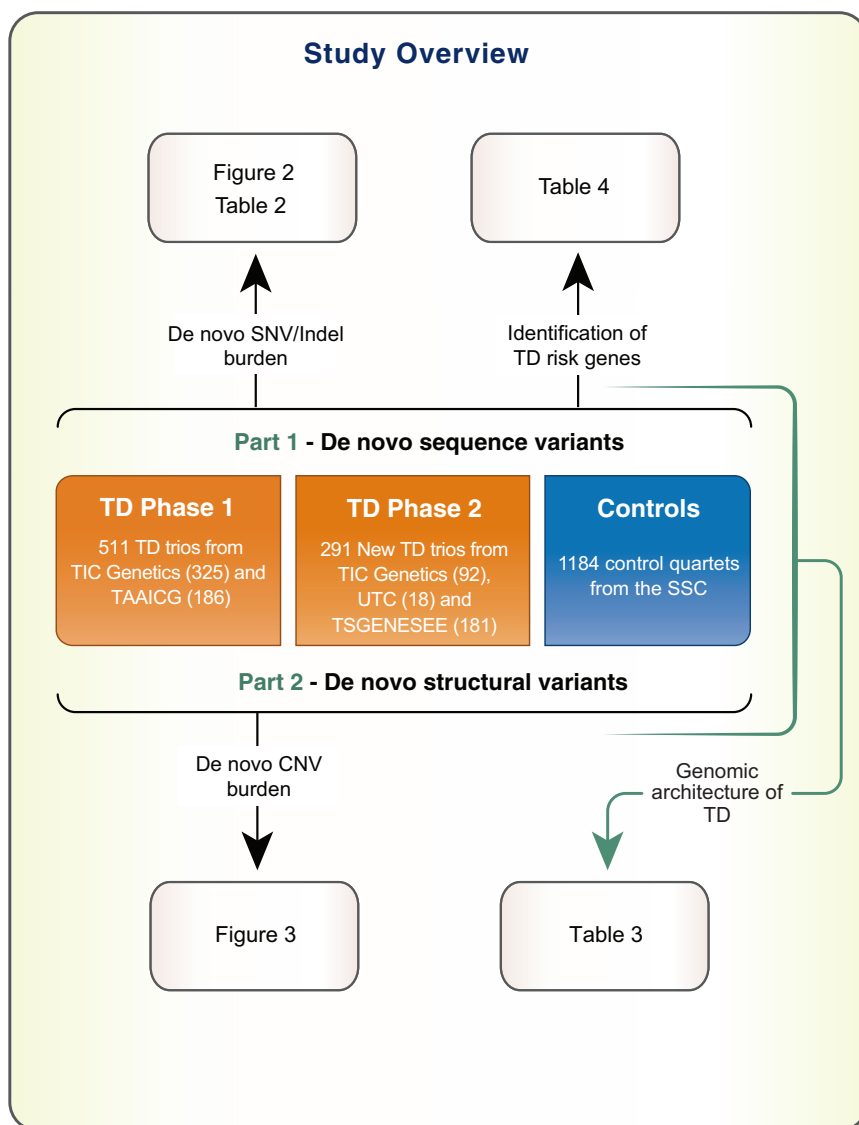 Study Overview
Figure 2
Table 2
Table 4
De novo SNV/Indel
burden
Identification of
TD risk genes
Part 1 - De novo sequence variants
TD Phase 1
511 TD trios from
TIC Genetics (325) and
TAAICG (186)
TD Phase 2
291 New TD trios from
TIC Genetics (92),
UTC (18) and
TSGENESEE (181)
Controls
1184 control quartets
from the SSC
Part 2 - De novo structural variants
De novo CNV
burden
Genomic
architecture of
TD
Figure 3
Table 3